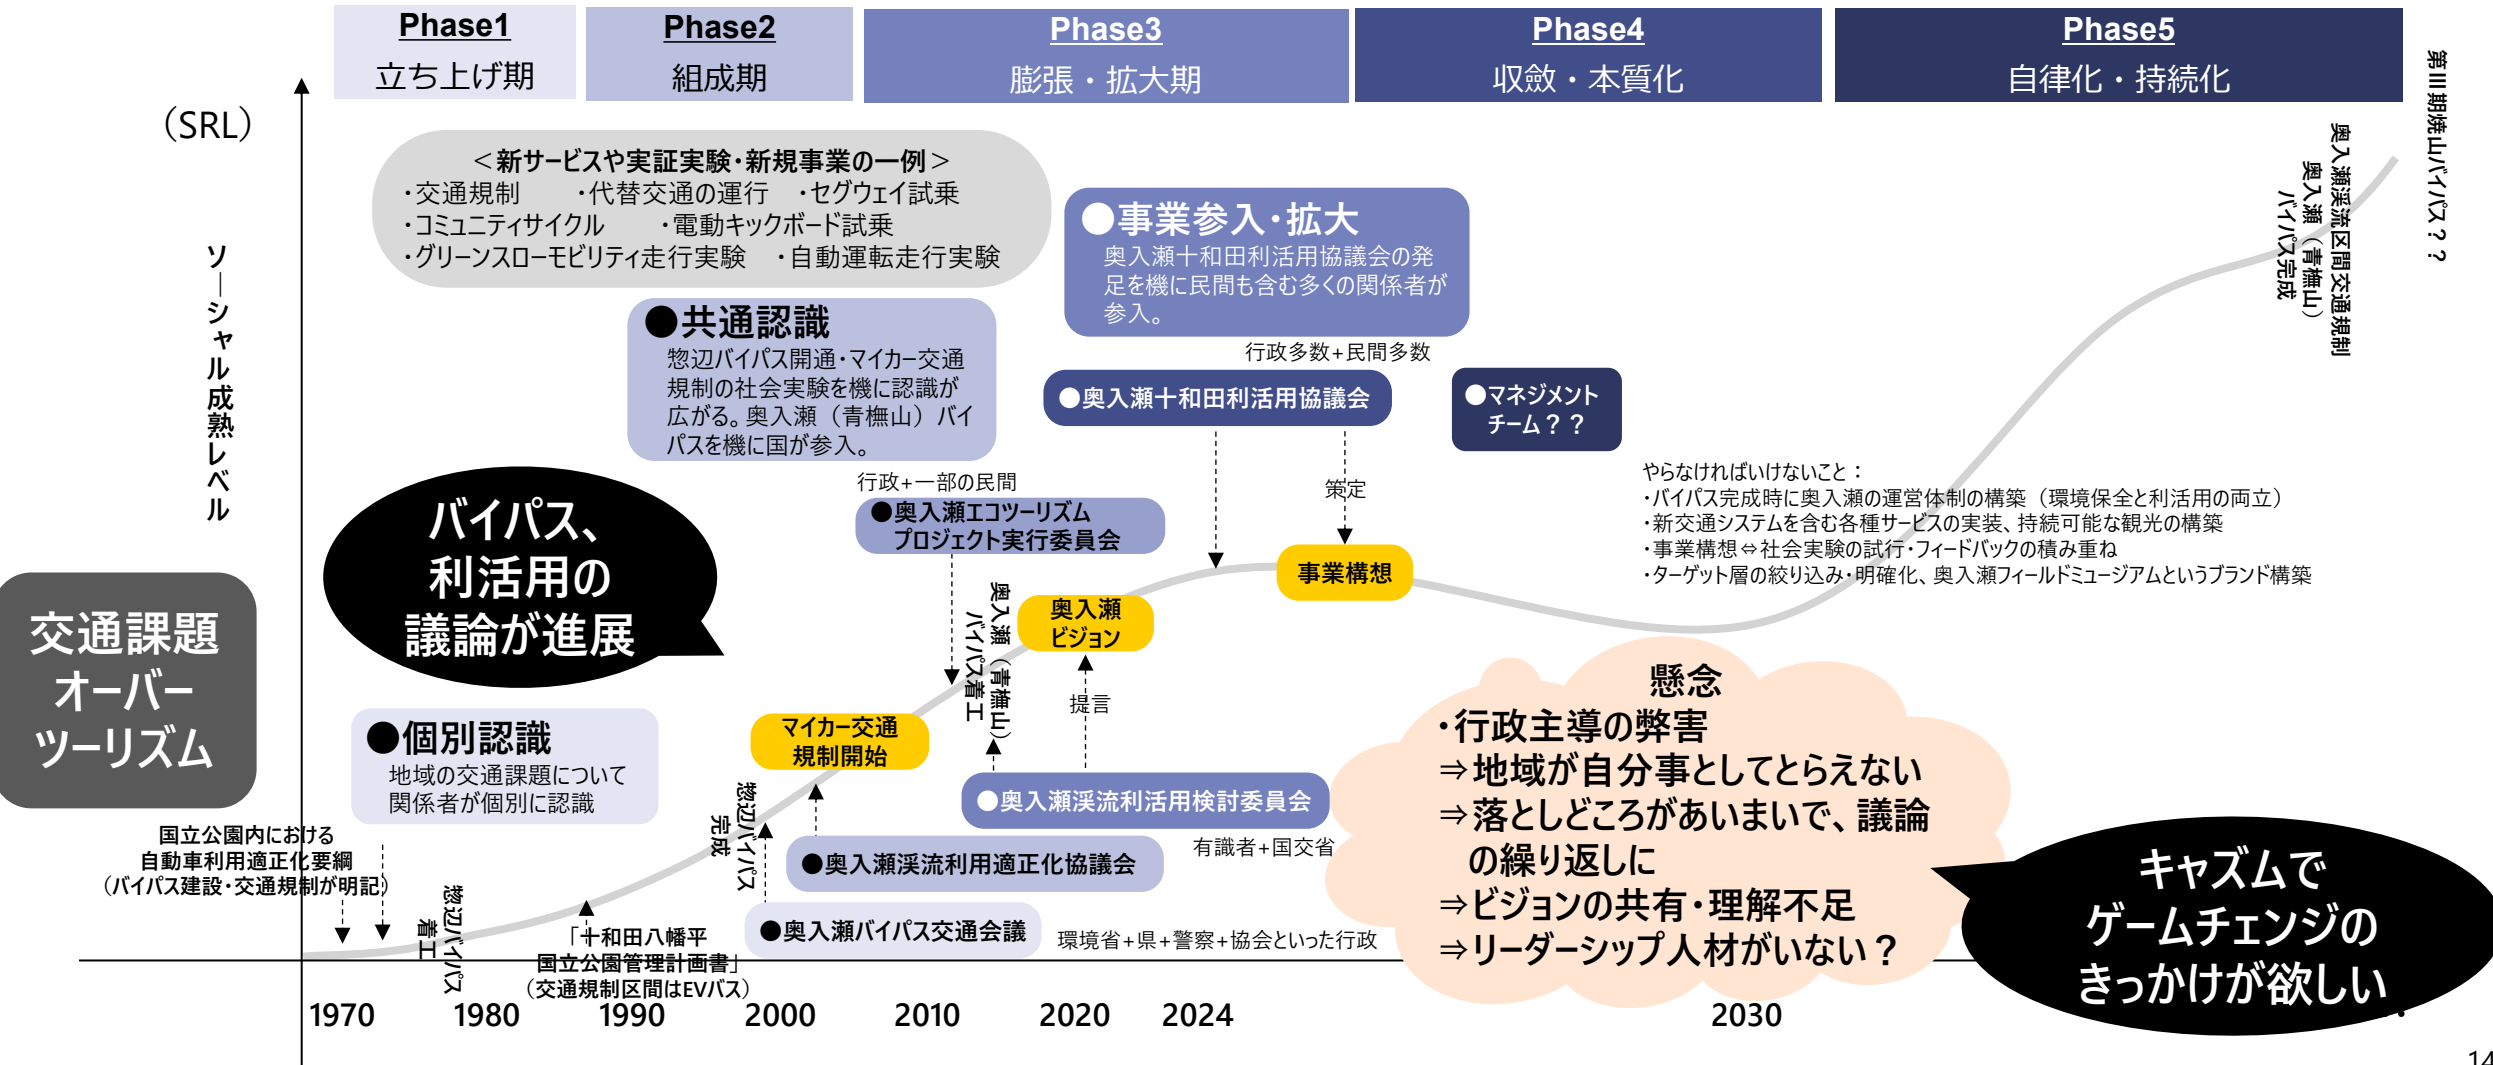 Phase1
立ち上げ期
Phase2
組成期
Phase3
膨張・拡大期
Phase4
収斂・本質化
Phase5
自律化・持続化
（SRL）
ソーシャル成熟レベル
＜新サービスや実証実験・新規事業の一例＞
・交通規制　・代替交通の運行　・セグウェイ試乗
・コミュニティサイクル　・電動キックボード試乗
・グリーンスローモビリティ走行実験　・自動運転走行実験
●共通認識
惣辺バイパス開通・マイカー交通
規制の社会実験を機に認識が
広がる。奥入瀬（青橅山）バイ
パスを機に国が参入。
●事業参入・拡大
奥入瀬十和田利活用協議会の発
足を機に民間も含む多くの関係者が
参入。
行政多数+民間多数
●奥入瀬十和田利活用協議会
●マネジメント
チーム？？
第Ⅲ期焼山バイパス？？
奥入瀬渓流区間交通規制
奥入瀬（青橅山）
バイパス完成
バイパス、
利活用の
議論が進展
行政+一部の民間
●奥入瀬エコツーリズム
プロジェクト実行委員会
策定
やらなければいけないこと：
・バイパス完成時に奥入瀬の運営体制の構築（環境保全と利活用の両立）
・新交通システムを含む各種サービスの実装、持続可能な観光の構築
・事業構想⇔社会実験の試行・フィードバックの積み重ね
・ターゲット層の絞り込み・明確化、奥入瀬フィールドミュージアムというブランド構築
事業構想
奥入瀬
ビジョン
奥入瀬（青橅山）
バイパス着工
提言
交通課題
オーバー
ツーリズム
●個別認識
地域の交通課題について
関係者が個別に認識
マイカー交通
規制開始
惣辺バイパス
完成
●奥入瀬渓流利活用検討委員会
有識者+国交省
●奥入瀬渓流利用適正化協議会
●奥入瀬バイパス交通会議
環境省+県+警察+協会といった行政
国立公園内における
自動車利用適正化要綱
（バイパス建設・交通規制が明記）
惣辺バイパス
着工
「十和田八幡平
国立公園管理計画書」
（交通規制区間はEVバス）
懸念
・行政主導の弊害
⇒地域が自分事としてとらえない
⇒落としどころがあいまいで、議論
の繰り返しに
⇒ビジョンの共有・理解不足
⇒リーダーシップ人材がいない？
キャズムで
ゲームチェンジの
きっかけが欲しい
1970
1980
1990
2000
2010
2020
2024
2030
14